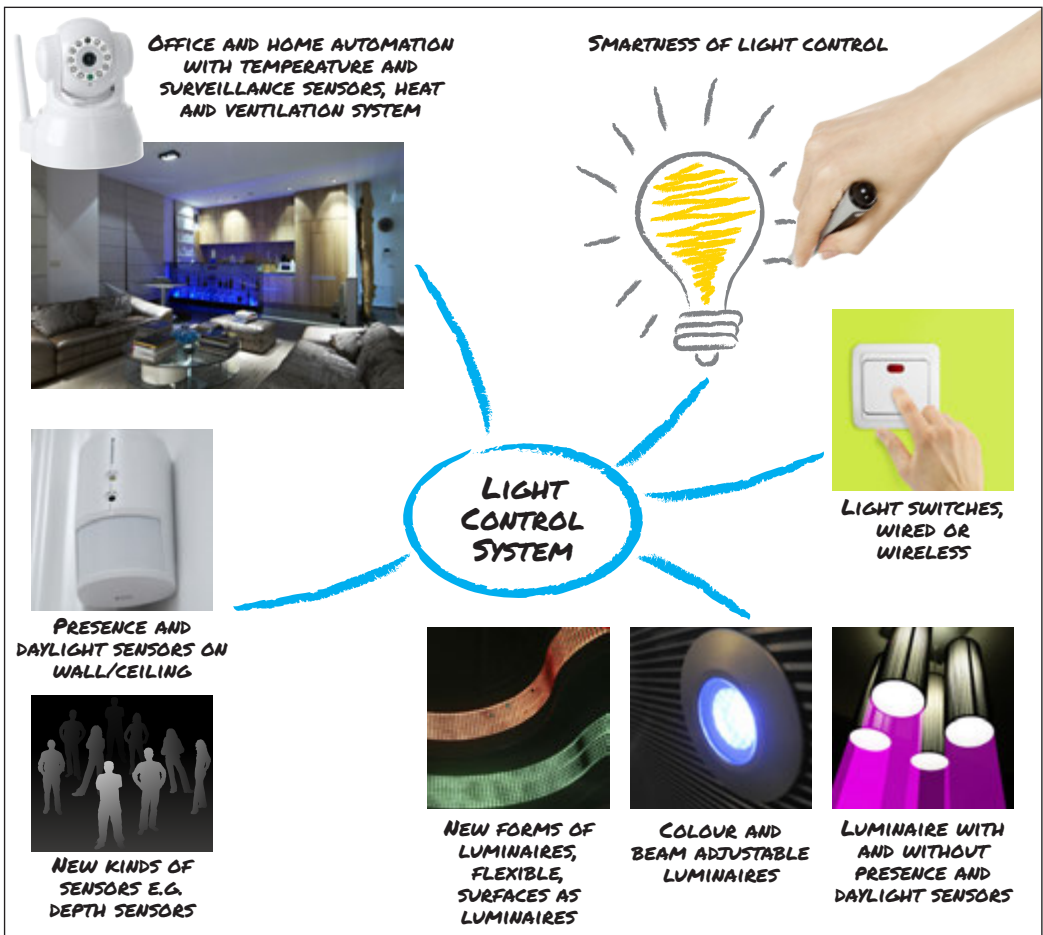 OFFICE AND HOME AUTOMATION
WITH TEMPERATURE AND
SURVEILLANCE SENSORS, HEAT
AND VENTILATION SYSTEM
SMARTNESS OF LIGHT CONTROL
LIGHT
CONTROL
SYSTEM
LIGHT SWITCHES,
WIRED OR
WIRELESS
PRESENCE AND
DAYLIGHT SENSORS ON
WALL/CEILING
NEW KINDS OF
SENSORS E.G.
DEPTH SENSORS
NEW FORMS OF
LUMINAIRES,
FLEXIBLE,
SURFACES AS
LUMINAIRES
COLOUR AND
BEAM ADJUSTABLE
LUMINAIRES
LUMINAIRE WITH
AND WITHOUT
PRESENCE AND
DAYLIGHT SENSORS